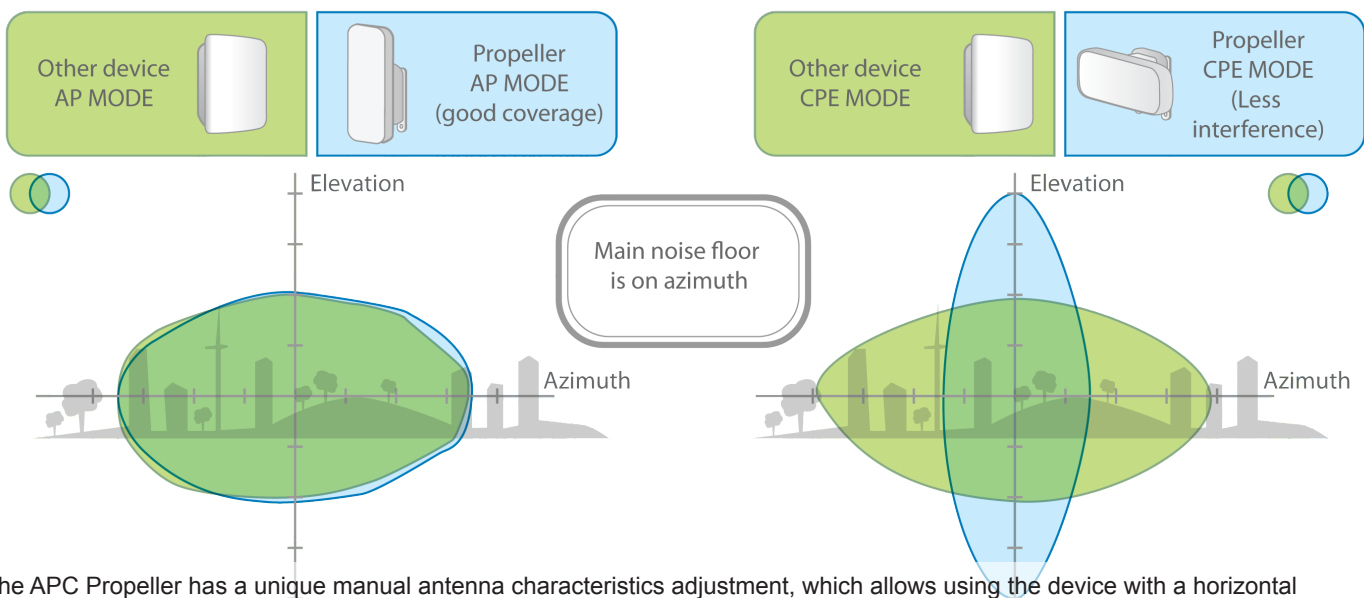 Other device
AP MODE
Propeller
AP MODE
(good coverage)
Other device
CPE MODE
Propeller
CPE MODE
(Less
interference)
Elevation
Main noise floor
is on azimuth
Elevation
Azimuth
Azimuth
he APC Propeller has a unique manual antenna characteristics adjustment, which allows using the device with a horizontal